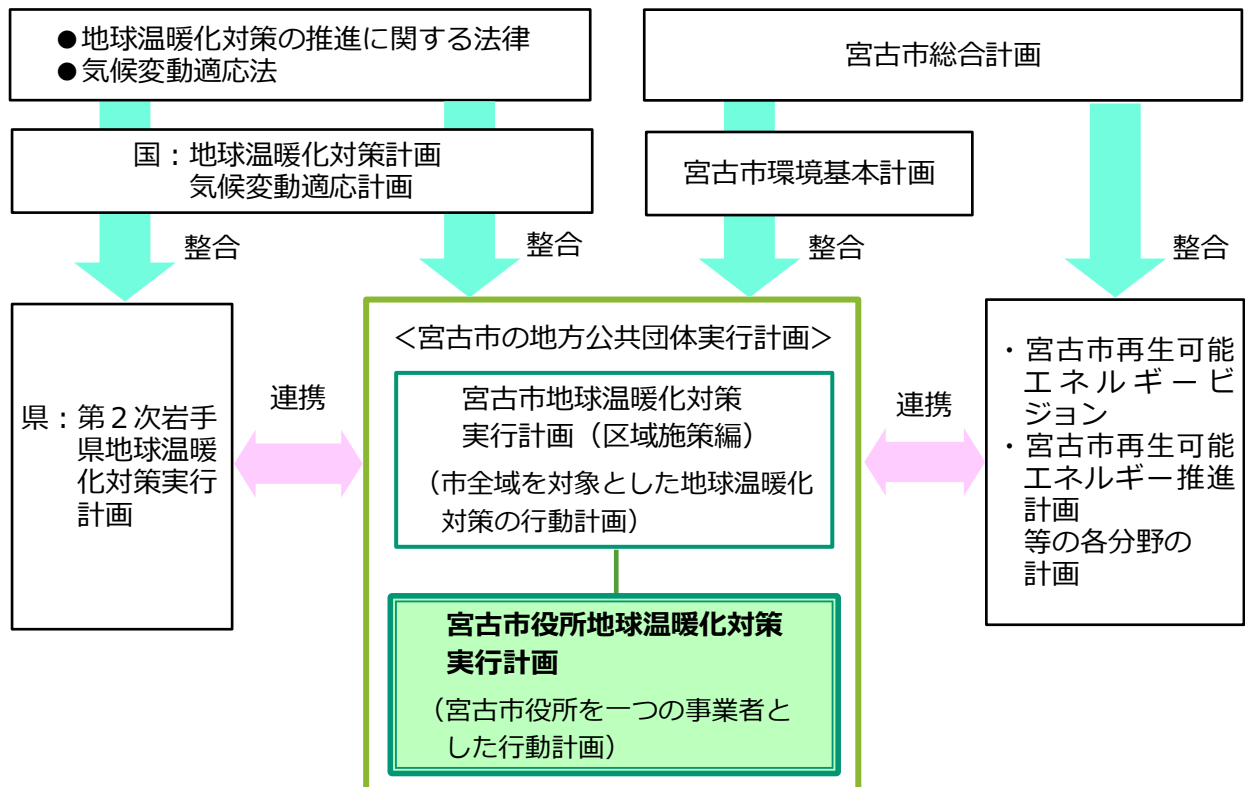 ●地球温暖化対策の推進に関する法律
●気候変動適応法
宮古市総合計画
国：地球温暖化対策計画
気候変動適応計画
宮古市環境基本計画
整合
整合
整合
整合
県：第２次岩手
県地球温暖
化対策実行
計画
連携
＜宮古市の地方公共団体実行計画＞
宮古市地球温暖化対策
実行計画（区域施策編）
（市全域を対象とした地球温暖化
対策の行動計画）
宮古市役所地球温暖化対策
実行計画
（宮古市役所を一つの事業者と
した行動計画）
連携
・宮古市再生可能
エネルギービ
ジョン
・宮古市再生可能
エネルギー推進
計画
等の各分野の
計画